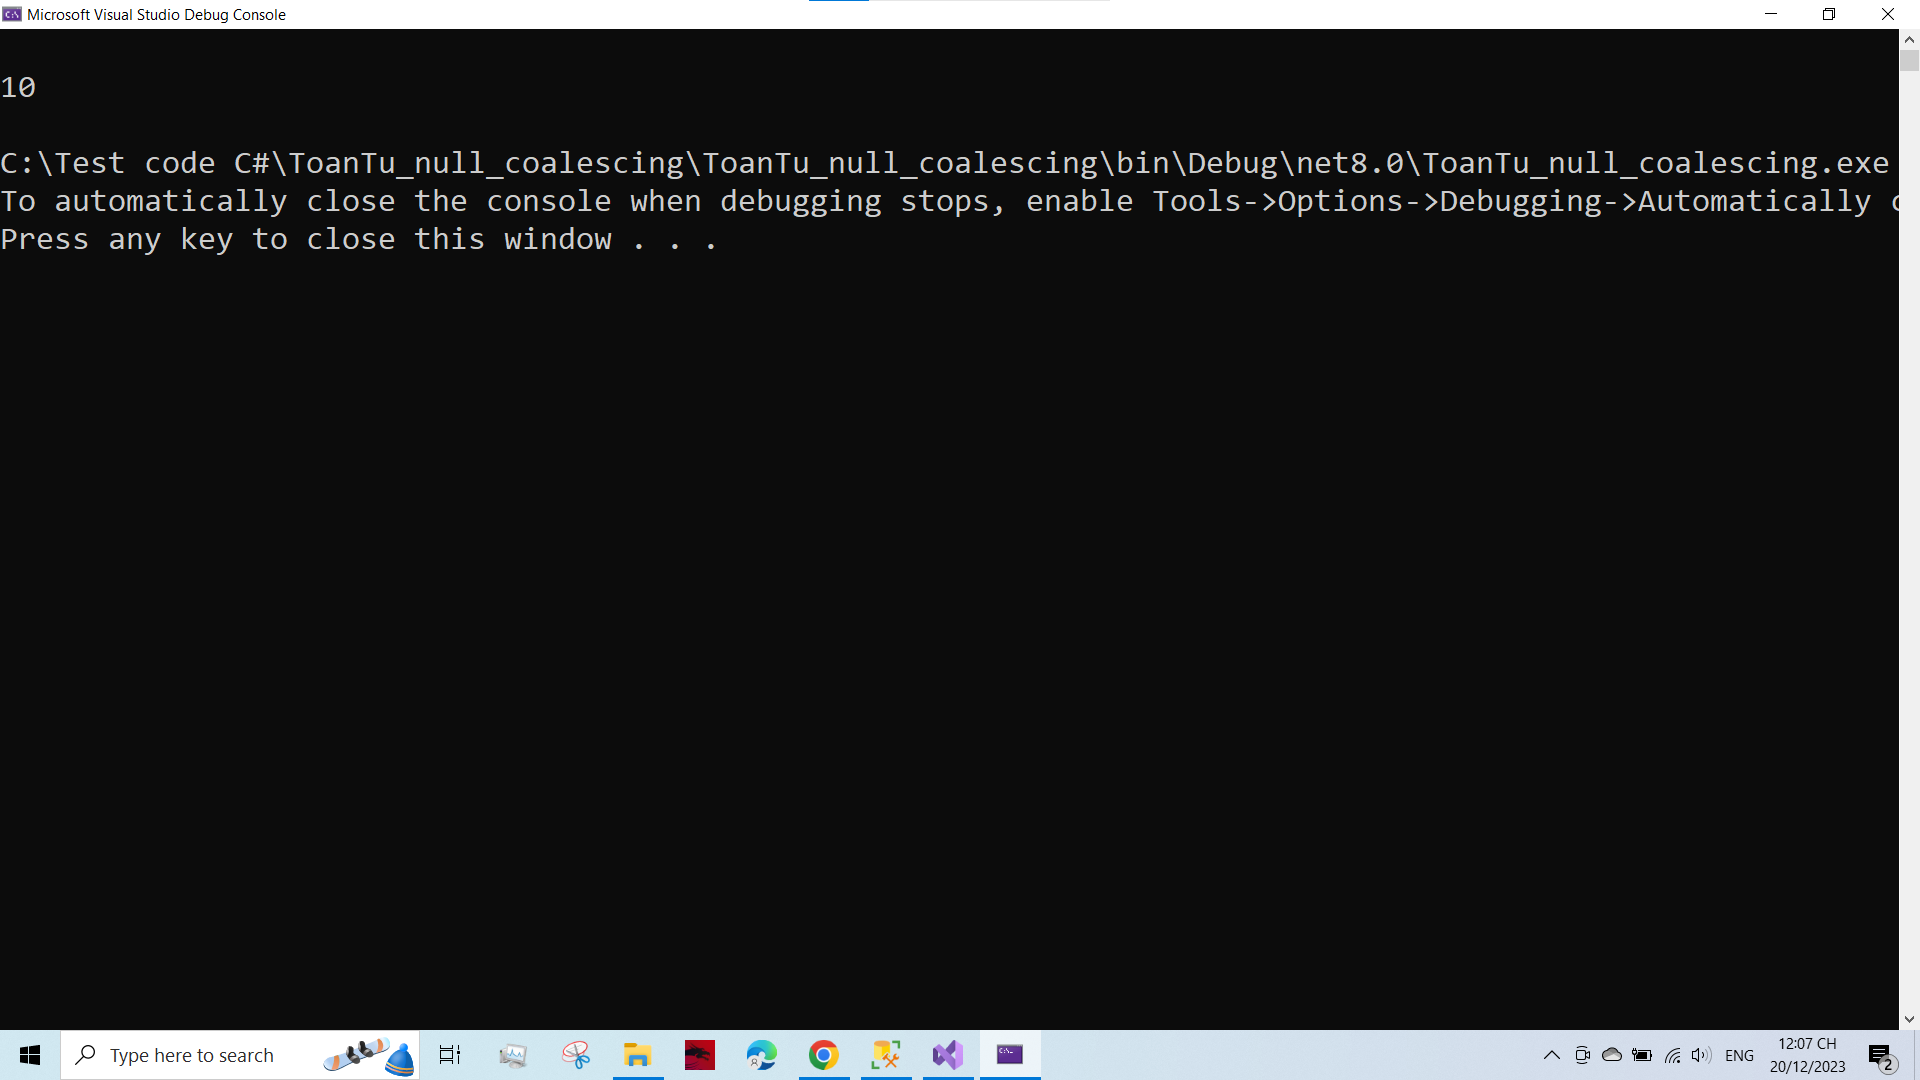 Microsoft Visual Studio Debug Console
10
C:\Test code C#\ToanTu_null_coalescing\ToanTu_null_coalescing\bin\Debug\net8.0\ToanTu_null_coalescing.exe
To automatically close the console when debugging stops, enable Tools->Options->Debugging->Automatically c
Press any key to close this window . . .
Type here to search
ENG
12:07 CH
20/12/2023
2